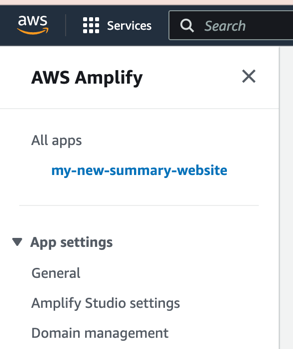 aws
Services
Search
AWS Amplify
All apps
my-new-summary-website
App settings
General
Amplify Studio settings
Domain management